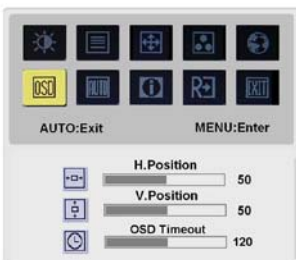 OSD AUTO i R EXIT
AUTO:Exit MENU:Enter
H.Position
50
V.Position
50
OSD Timeout
120